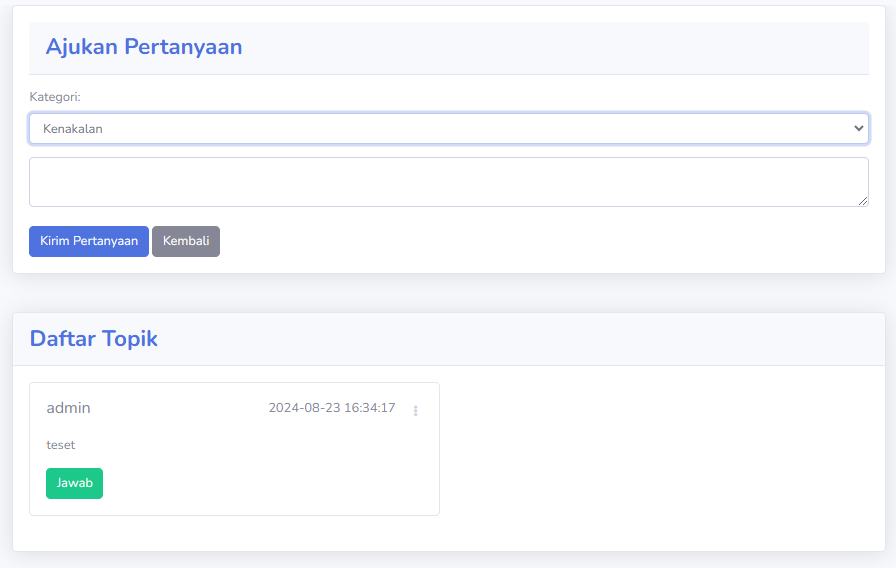 Ajukan Pertanyaan
Kategori:
Kenakalan
Kirim Pertanyaan Kembali
Daftar Topik
admin 2024-08-23 16:34:17
teset
Jawab